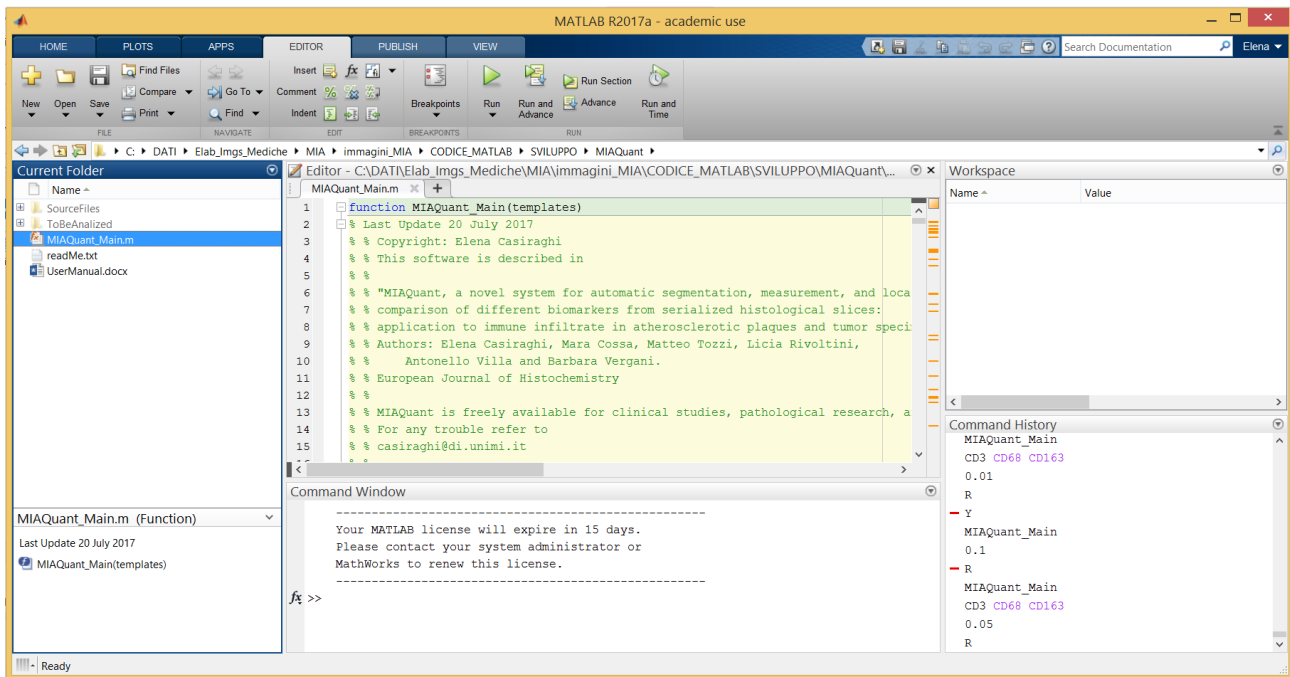 MATLAB R2017a - academic use
HOME PLOTS APPS EDITOR PUBLISH VIEW
Search Documentation
Elena
New
Open
Save
Find Files
Compare
Print
FILE
Go To
Find
NAVIGATE
Insert
fx
Comment
Indent
EDIT
Breakpoints
BREAKPOINTS
Run
Run and Advance
Run Section
Advance
Run and Time
RUN
C: DATI Elab_Imgs_Mediche MIA immagini_MIA CODICE_MATLAB SVILUPPO MIAQuant
Current Folder
Name
SourceFiles
ToBeAnalized
MIAQuant_Main.m
readMe.txt
UserManual.docx
MIAQuant_Main.m (Function)
Last Update 20 July 2017
MIAQuant_Main(templates)
Editor - C:\DATI\Elab_Imgs_Mediche\MIA\immagini_MIA\CODICE_MATLAB\SVILUPPO\MIAQuant\...
MIAQuant_Main.m
1 function MIAQuant_Main(templates)
2 % Last Update 20 July 2017
3 % % Copyright: Elena Casiraghi
4 % % This software is described in
5 % %
6 % % "MIAQuant, a novel system for automatic segmentation, measurement, and loca
7 % % comparison of different biomarkers from serialized histological slices:
8 % % application to immune infiltrate in atherosclerotic plaques and tumor speci
9 % % Authors: Elena Casiraghi, Mara Cossa, Matteo Tozzi, Licia Rivoltini,
10 % % Antonello Villa and Barbara Vergani.
11 % % European Journal of Histochemistry
12 % %
13 % % MIAQuant is freely available for clinical studies, pathological research, a
14 % % For any trouble refer to
15 % % casiraghi@di.unimi.it
Command Window
-----------------------------------------------------
Your MATLAB license will expire in 15 days.
Please contact your system administrator or
MathWorks to renew this license.
-----------------------------------------------------
fx >>
Workspace
Name Value
Command History
MIAQuant_Main
CD3 CD68 CD163
0.01
R
Y
MIAQuant_Main
0.1
R
MIAQuant_Main
CD3 CD68 CD163
0.05
R
Ready